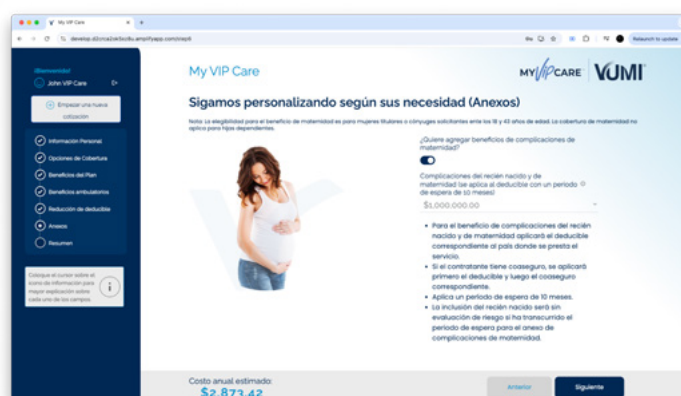 My VIP Care
develop.d2nca2ok5xz8u.amplifyapp.com/step6
Relaunch to update
¡Bienvenido!
John VIP Care
Empezar una nueva
cotización
Información Personal
Opciones de Cobertura
Beneficios del Plan
Beneficios ambulatorios
Reducción de deducible
Anexos
Resumen
Coloque el cursor sobre el
icono de información para
mayor explicación sobre
cada uno de los campos.
i
My VIP Care
MY VIP CARE
VUMI
Sigamos personalizando según sus necesidad (Anexos)
Nota: La elegibilidad para el beneficio de maternidad es para mujeres titulares o cónyuges solicitantes entre los 18 y 43 años de edad. La cobertura de maternidad no
aplica para hijas dependientes.
¿Quiere agregar beneficios de complicaciones de
maternidad?
Complicaciones del recién nacido y de
maternidad (se aplica al deducible con un periodo
de espera de 10 meses)
$1,000,000.00
• Para el beneficio de complicaciones del recién
nacido y de maternidad aplicará el deducible
correspondiente al país donde se presta el
servicio.
• Si el contratante tiene coaseguro, se aplicará
primero el deducible y luego el coaseguro
correspondiente.
• Aplica un periodo de espera de 10 meses.
• La inclusión del recién nacido será sin
evaluación de riesgo si ha transcurrido el
periodo de espera para el anexo de
complicaciones de maternidad.
Costo anual estimado:
$2,873.42
Anterior
Siguiente